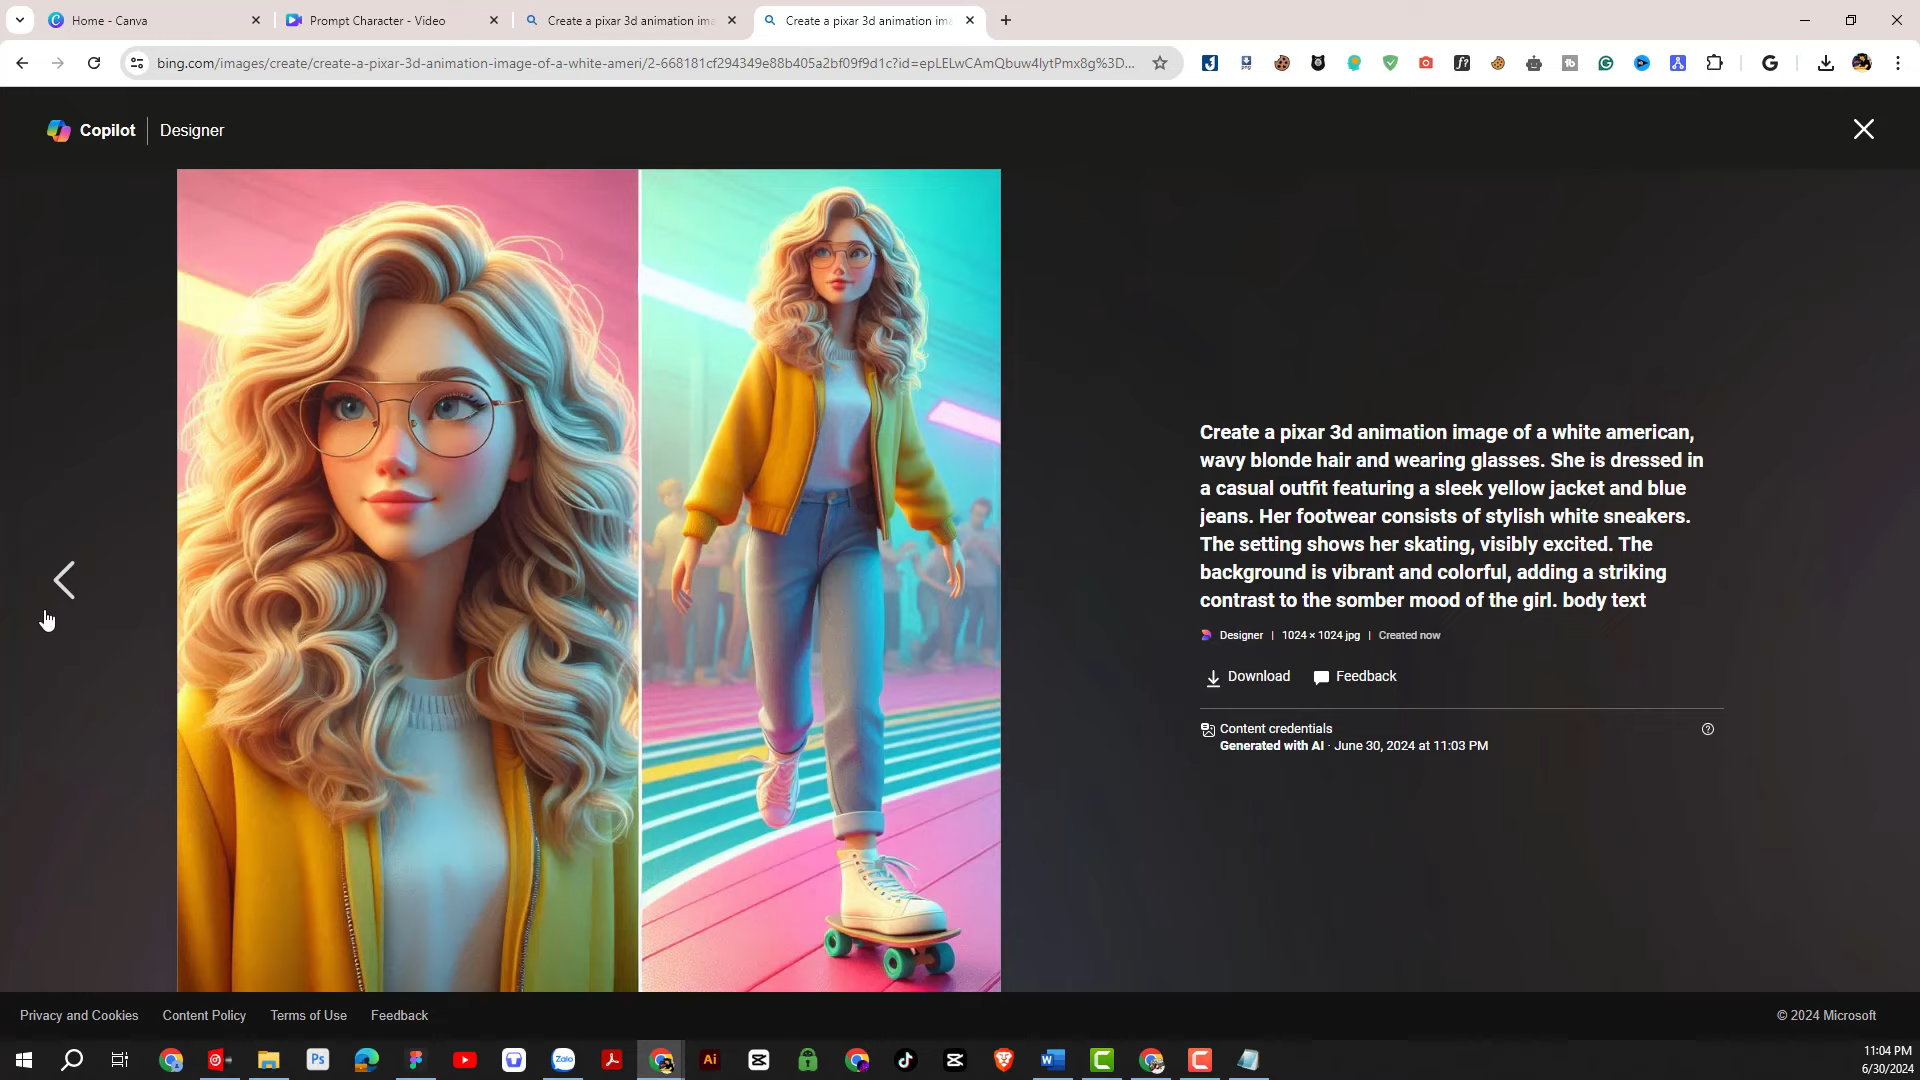 Home - Canva
Prompt Character - Video
Create a pixar 3d animation ima
Create a pixar 3d animation ima
bing.com/images/create/create-a-pixar-3d-animation-image-of-a-white-ameri/2-668181cf294349e88b405a2bf09f9d1c?id=epLELwCAmQbuw4lytPmx8g%3D...
Copilot
Designer
Create a pixar 3d animation image of a white american,
wavy blonde hair and wearing glasses. She is dressed in
a casual outfit featuring a sleek yellow jacket and blue
jeans. Her footwear consists of stylish white sneakers.
The setting shows her skating, visibly excited. The
background is vibrant and colorful, adding a striking
contrast to the somber mood of the girl. body text
Designer | 1024 × 1024 jpg | Created now
Download
Feedback
Content credentials
Generated with AI · June 30, 2024 at 11:03 PM
Privacy and Cookies
Content Policy
Terms of Use
Feedback
© 2024 Microsoft
Ps
Zalo
Ai
11:04 PM
6/30/2024